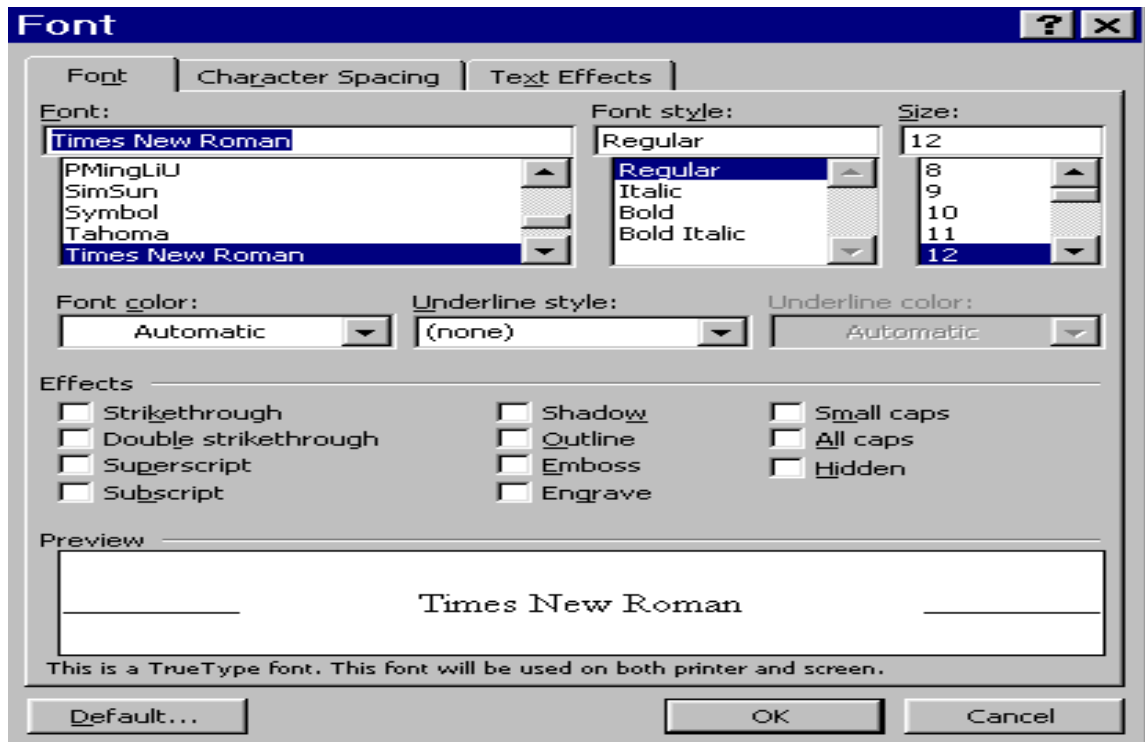 Font
Font Character Spacing Text Effects
Font: Font style: Size:
Times New Roman Regular 12
PMingLiU Regular 8
SimSun Italic 9
Symbol Bold 10
Tahoma Bold Italic 11
Times New Roman 12
Font color: Underline style: Underline color:
Automatic (none) Automatic
Effects
Strikethrough Shadow Small caps
Double strikethrough Outline All caps
Superscript Emboss Hidden
Subscript Engrave
Preview
Times New Roman
This is a TrueType font. This font will be used on both printer and screen.
Default... OK Cancel